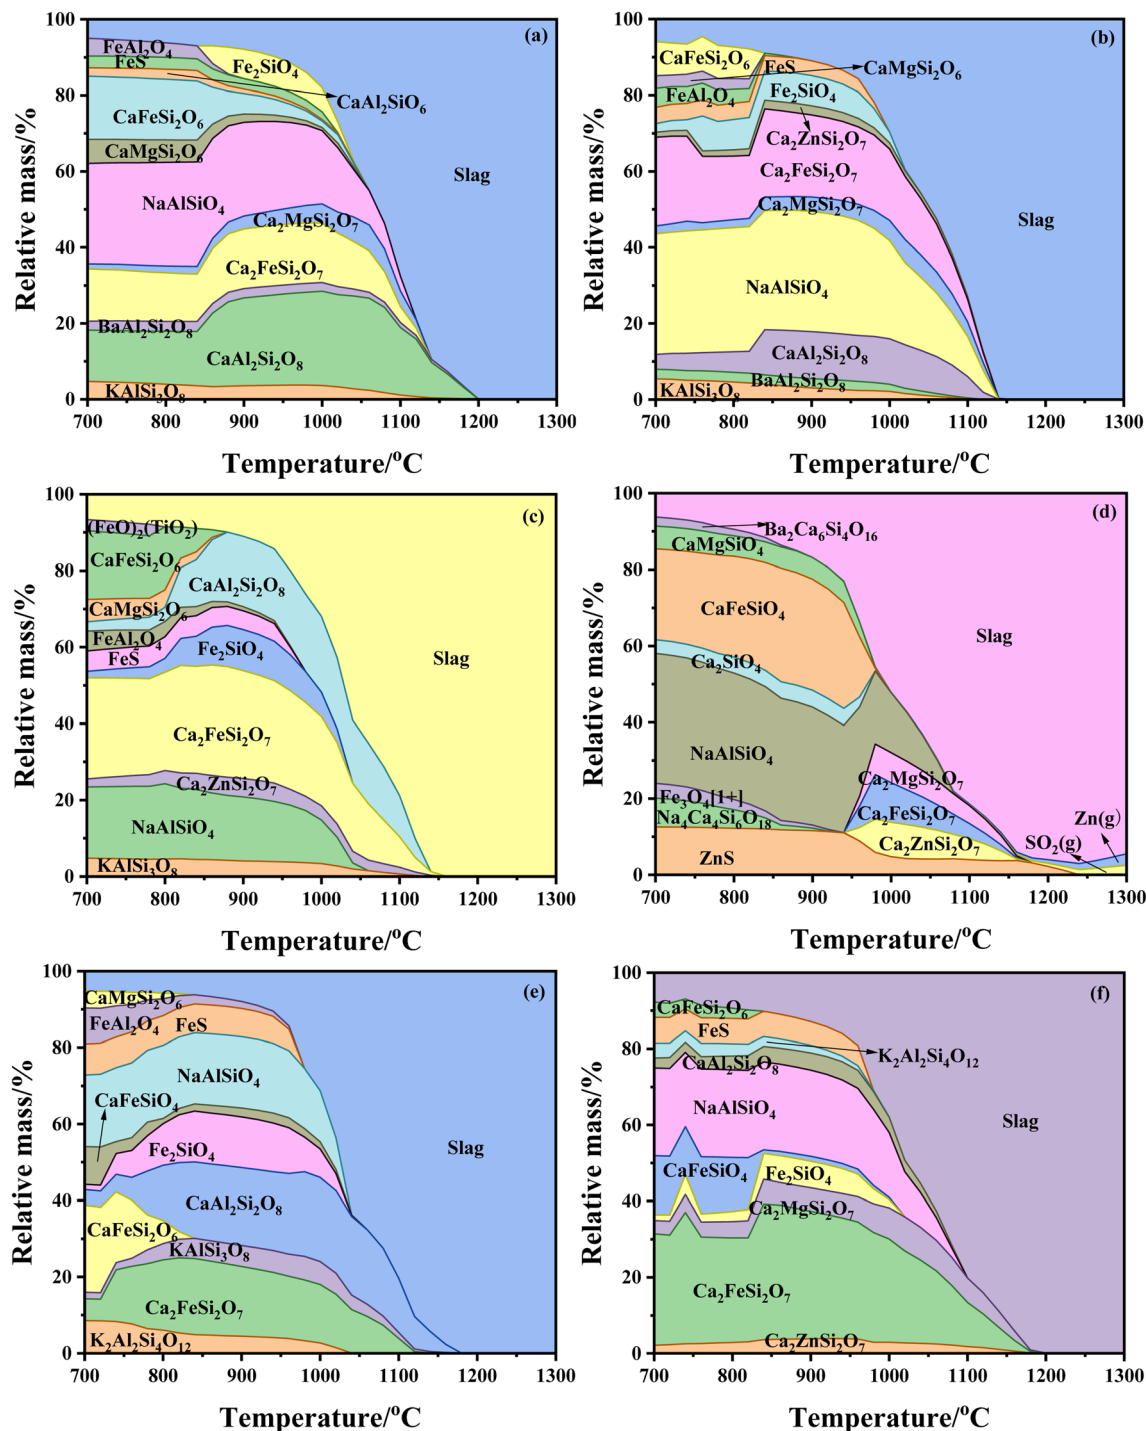 (a)
100
80
60
40
20
0
Relative mass/%
FeAl₂O₄
FeS
Fe₂SiO₄
CaAl₂SiO₆
CaFeSi₂O₆
CaMgSi₂O₆
Slag
NaAlSiO₄
Ca₂MgSi₂O₇
Ca₂FeSi₂O₇
BaAl₂Si₂O₈
CaAl₂Si₂O₈
KAlSi₃O₈
700 800 900 1000 1100 1200 1300
Temperature/°C
(b)
100
80
60
40
20
0
Relative mass/%
CaFeSi₂O₆
FeS
CaMgSi₂O₆
FeAl₂O₄
Fe₂SiO₄
Ca₂ZnSi₂O₇
Ca₂FeSi₂O₇
Ca₂MgSi₂O₇
Slag
NaAlSiO₄
CaAl₂Si₂O₈
BaAl₂Si₂O₈
KAlSi₃O₈
700 800 900 1000 1100 1200 1300
Temperature/°C
(c)
100
80
60
40
20
0
Relative mass/%
(FeO)₂(TiO₂)
CaFeSi₂O₆
CaAl₂Si₂O₈
CaMgSi₂O₆
FeAl₂O₄
FeS
Fe₂SiO₄
Slag
Ca₂FeSi₂O₇
Ca₂ZnSi₂O₇
NaAlSiO₄
KAlSi₃O₈
700 800 900 1000 1100 1200 1300
Temperature/°C
(d)
100
80
60
40
20
0
Relative mass/%
Ba₂Ca₆Si₄O₁₆
CaMgSiO₄
CaFeSiO₄
Slag
Ca₂SiO₄
NaAlSiO₄
Ca₂MgSi₂O₇
Fe₃O₄[1+]
Na₄Ca₄Si₆O₁₈
Ca₂FeSi₂O₇
Zn(g)
SO₂(g)
Ca₂ZnSi₂O₇
ZnS
700 800 900 1000 1100 1200 1300
Temperature/°C
(e)
100
80
60
40
20
0
Relative mass/%
CaMgSi₂O₆
FeAl₂O₄
FeS
NaAlSiO₄
CaFeSiO₄
Fe₂SiO₄
Slag
CaAl₂Si₂O₈
CaFeSi₂O₆
KAlSi₃O₈
Ca₂FeSi₂O₇
K₂Al₂Si₄O₁₂
700 800 900 1000 1100 1200 1300
Temperature/°C
(f)
100
80
60
40
20
0
Relative mass/%
CaFeSi₂O₆
FeS
K₂Al₂Si₄O₁₂
CaAl₂Si₂O₈
NaAlSiO₄
Slag
CaFeSiO₄
Fe₂SiO₄
Ca₂MgSi₂O₇
Ca₂FeSi₂O₇
Ca₂ZnSi₂O₇
700 800 900 1000 1100 1200 1300
Temperature/°C